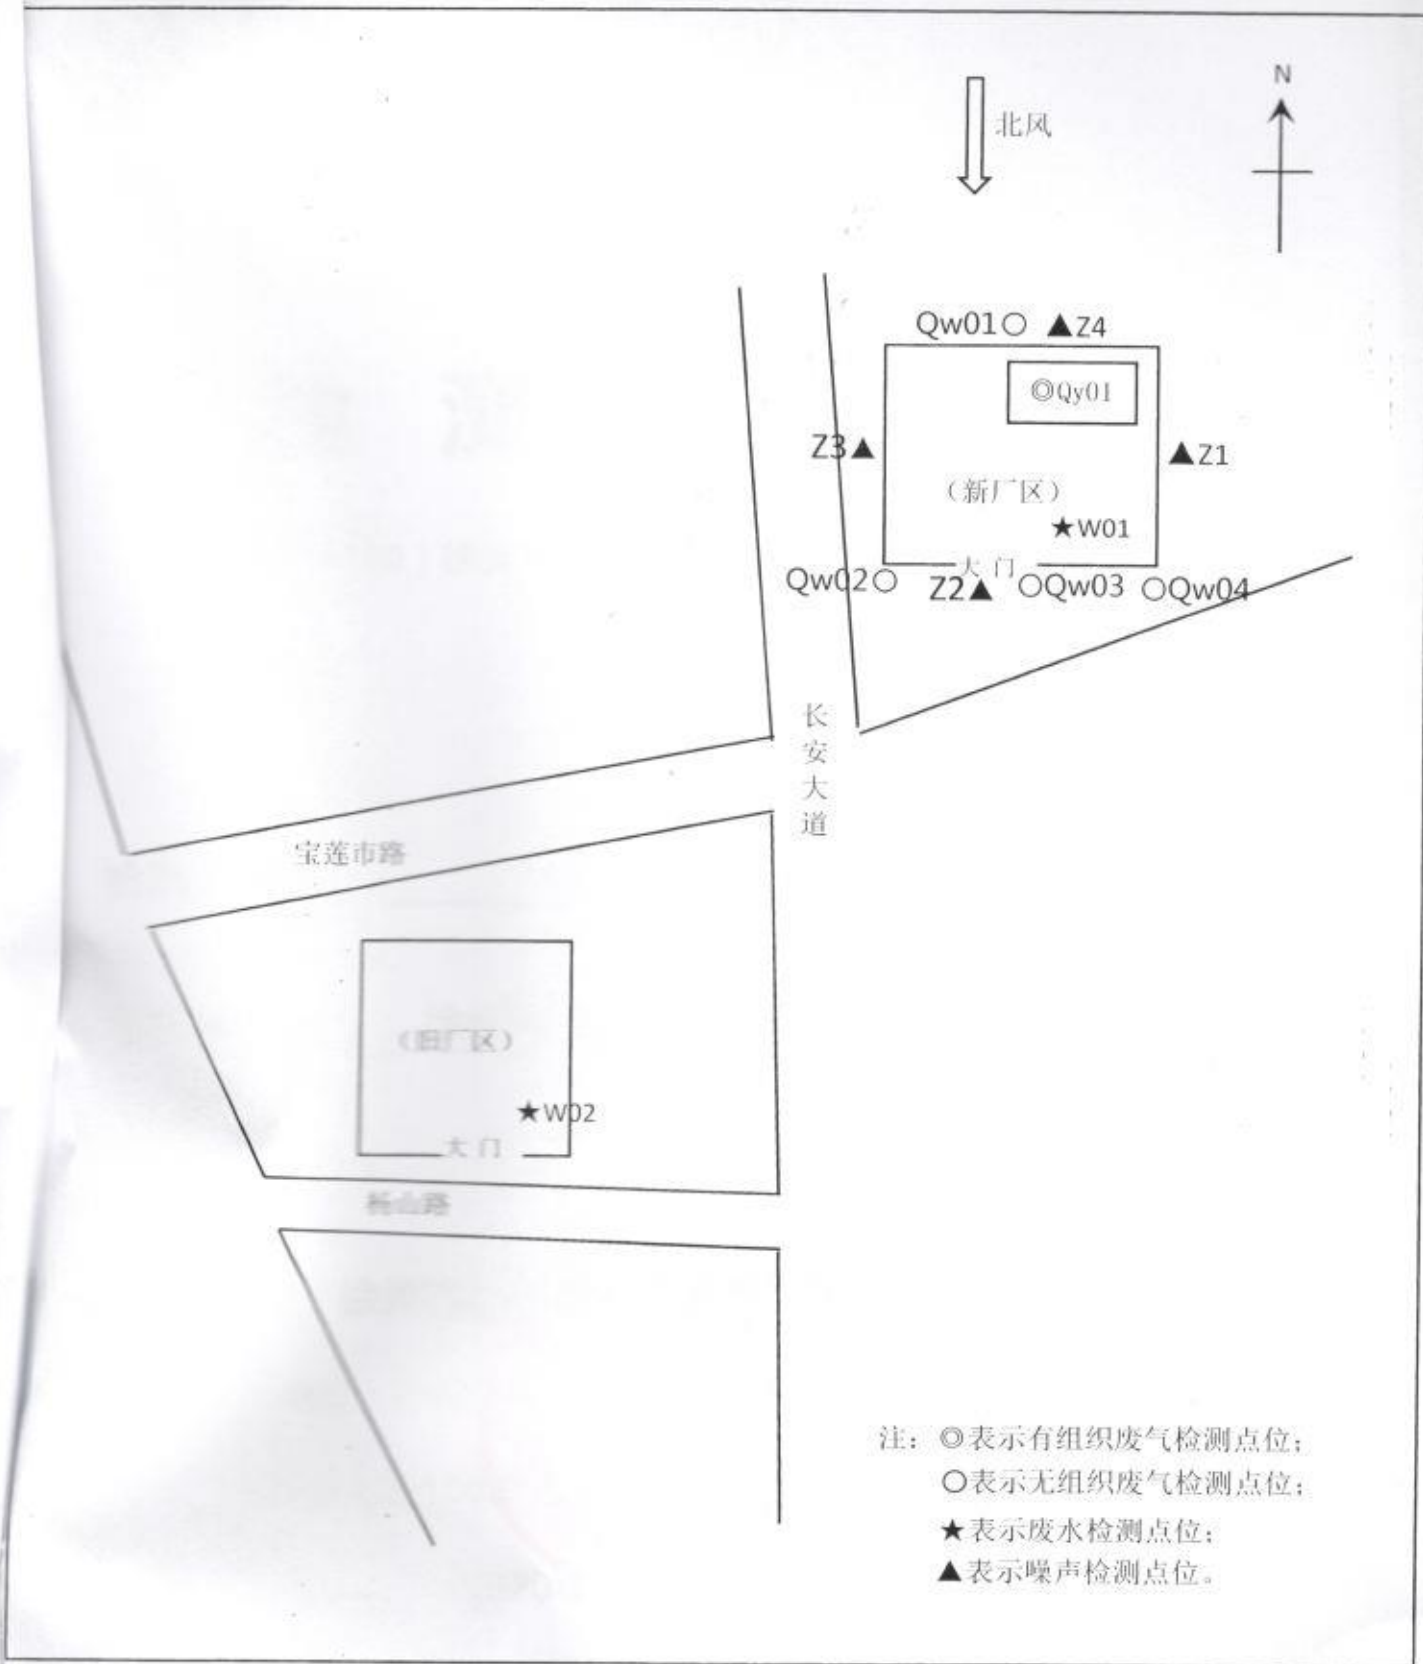 N
北风
Qw01○ ▲Z4
◎Qy01
Z3▲
▲Z1
（新厂区）
★W01
大门
Qw02○
Z2▲
○Qw03
○Qw04
长安大道
宝莲市路
（旧厂区）
★W02
大门
杨山路
注：◎表示有组织废气检测点位；
○表示无组织废气检测点位；
★表示废水检测点位；
▲表示噪声检测点位。